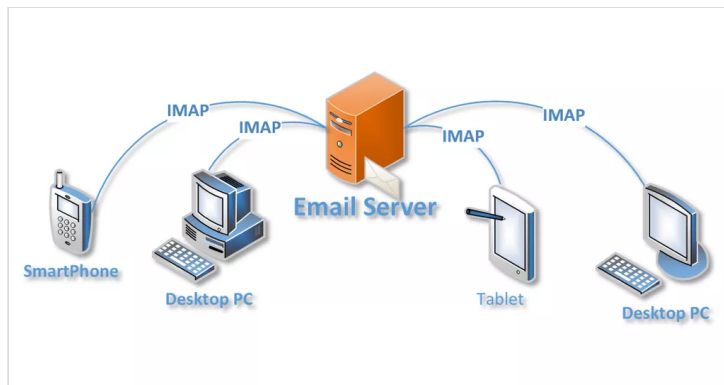 IMAP
IMAP
IMAP
IMAP
Email Server
SmartPhone
Desktop PC
Tablet
Desktop PC